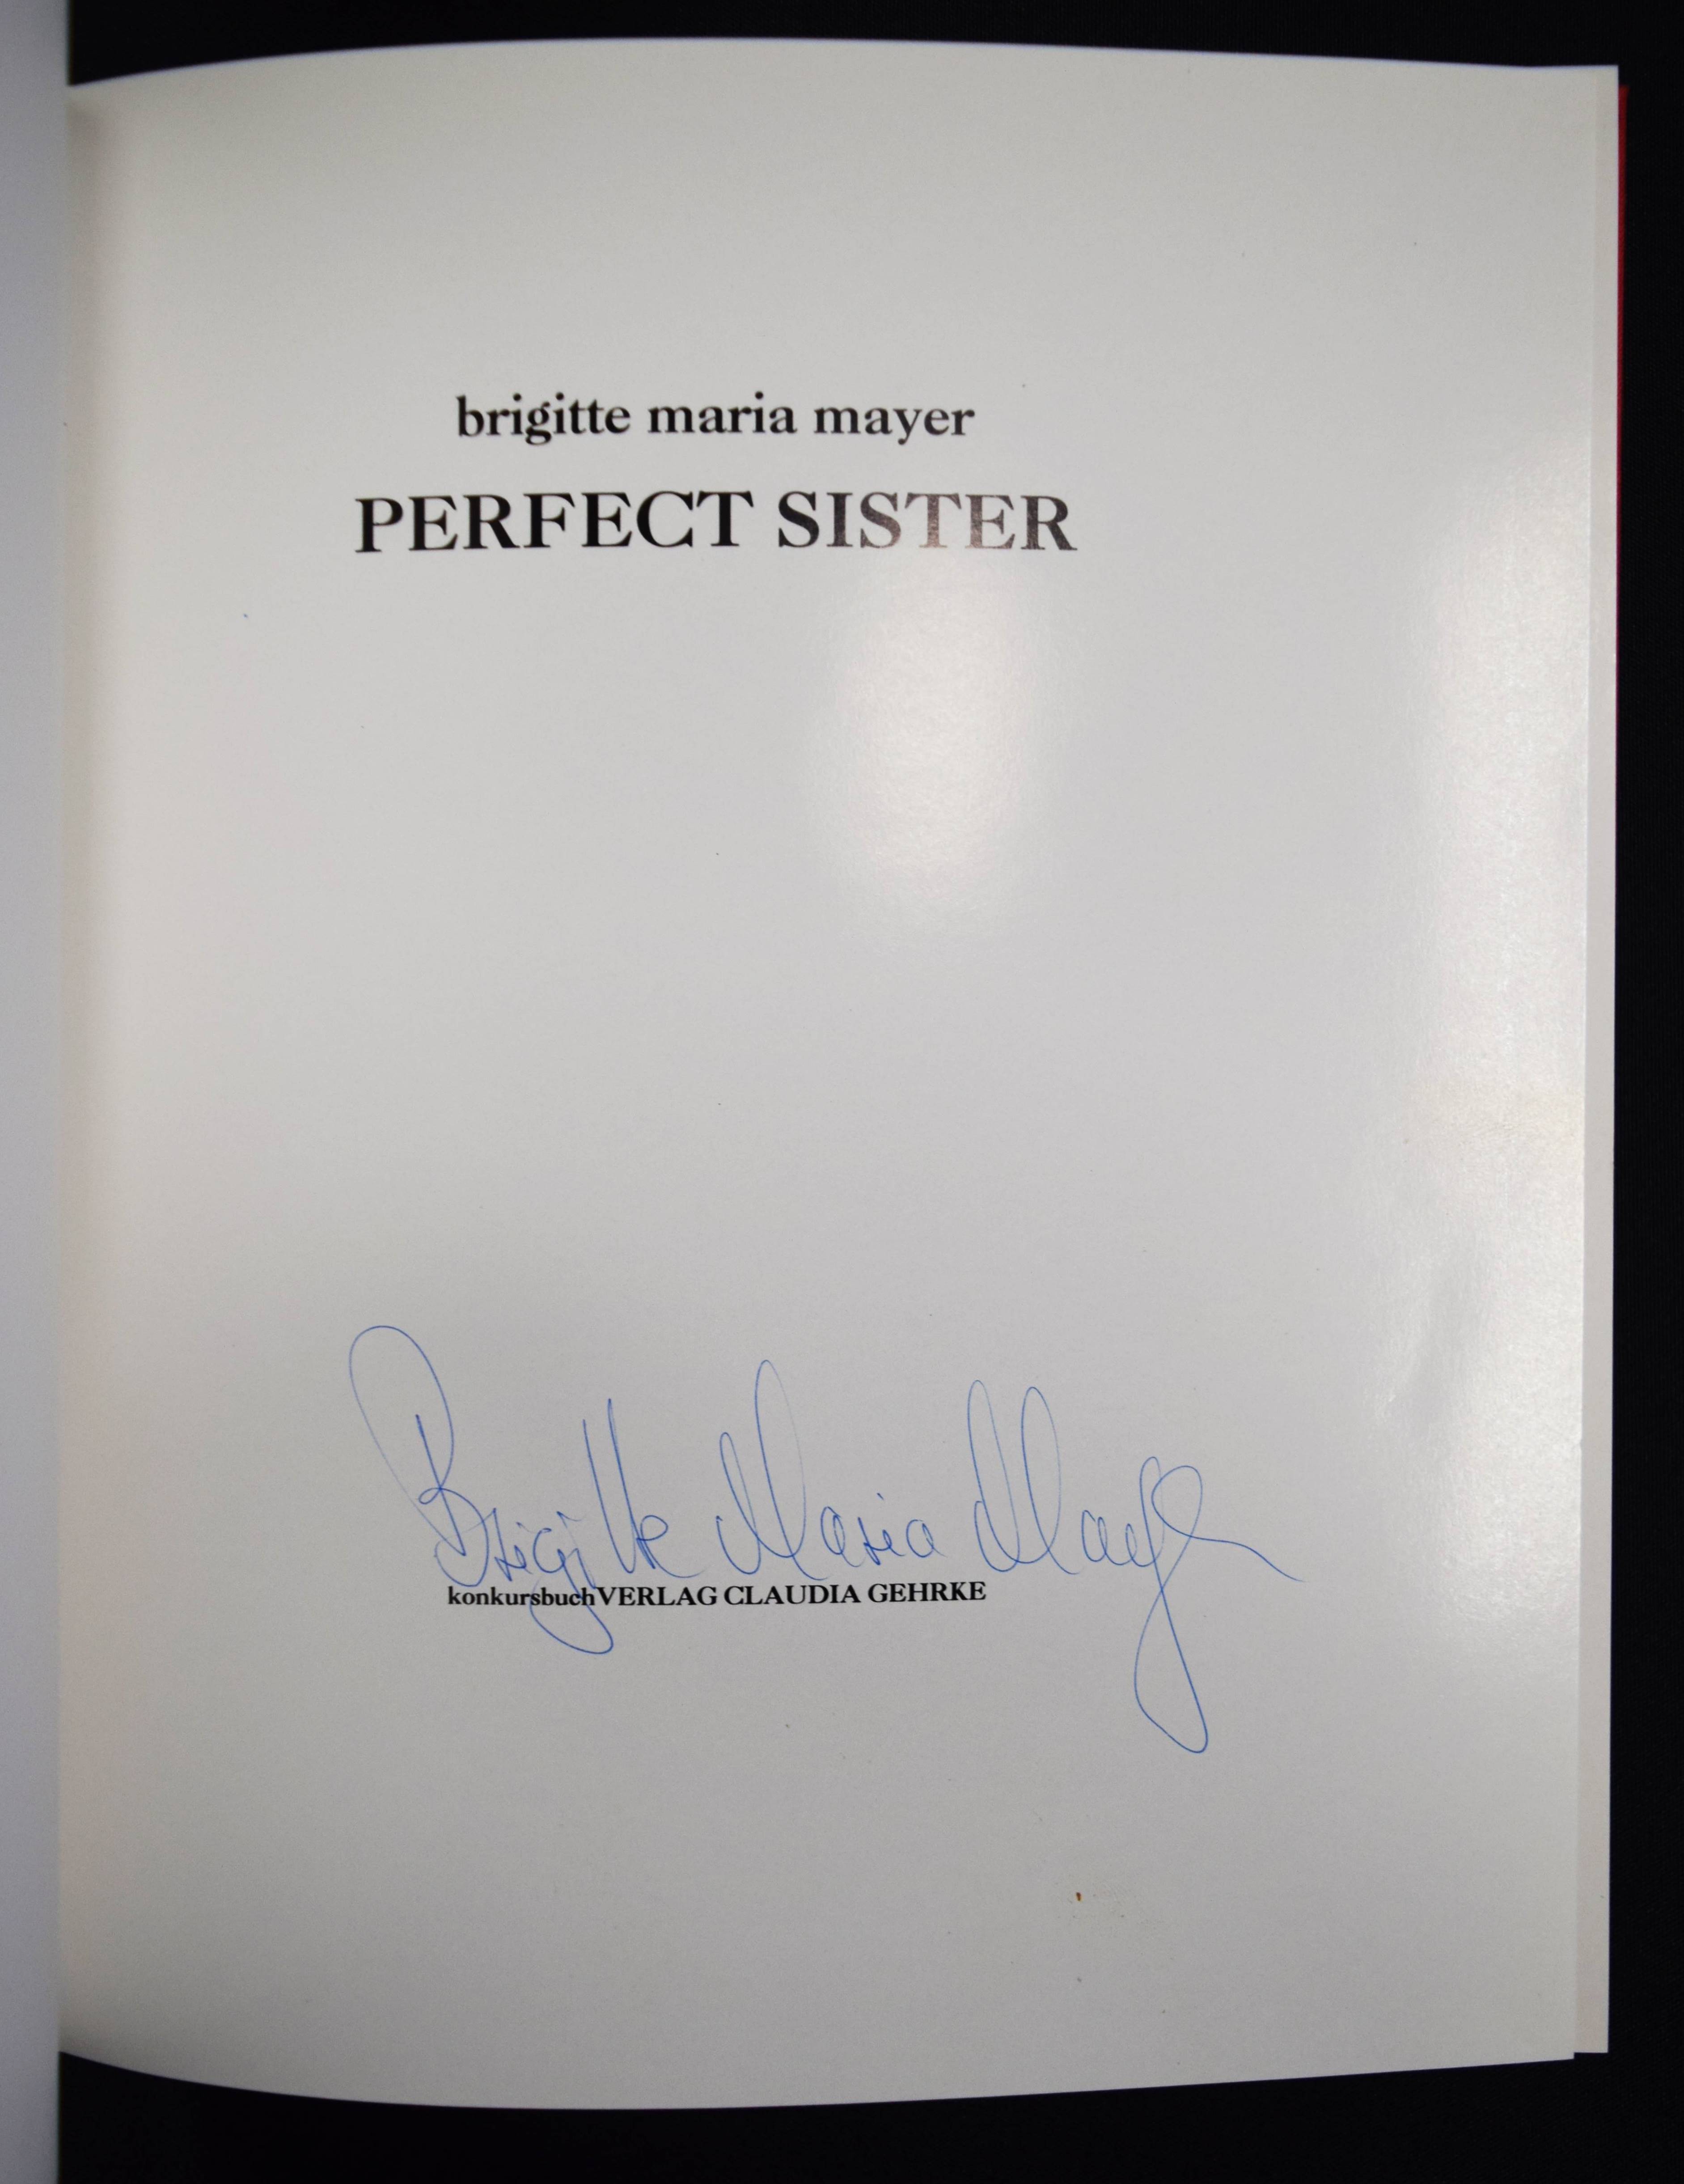 brigitte maria mayer
PERFECT SISTER
Brigitte Maria Mayer
konkursbuchVERLAG CLAUDIA GEHRKE